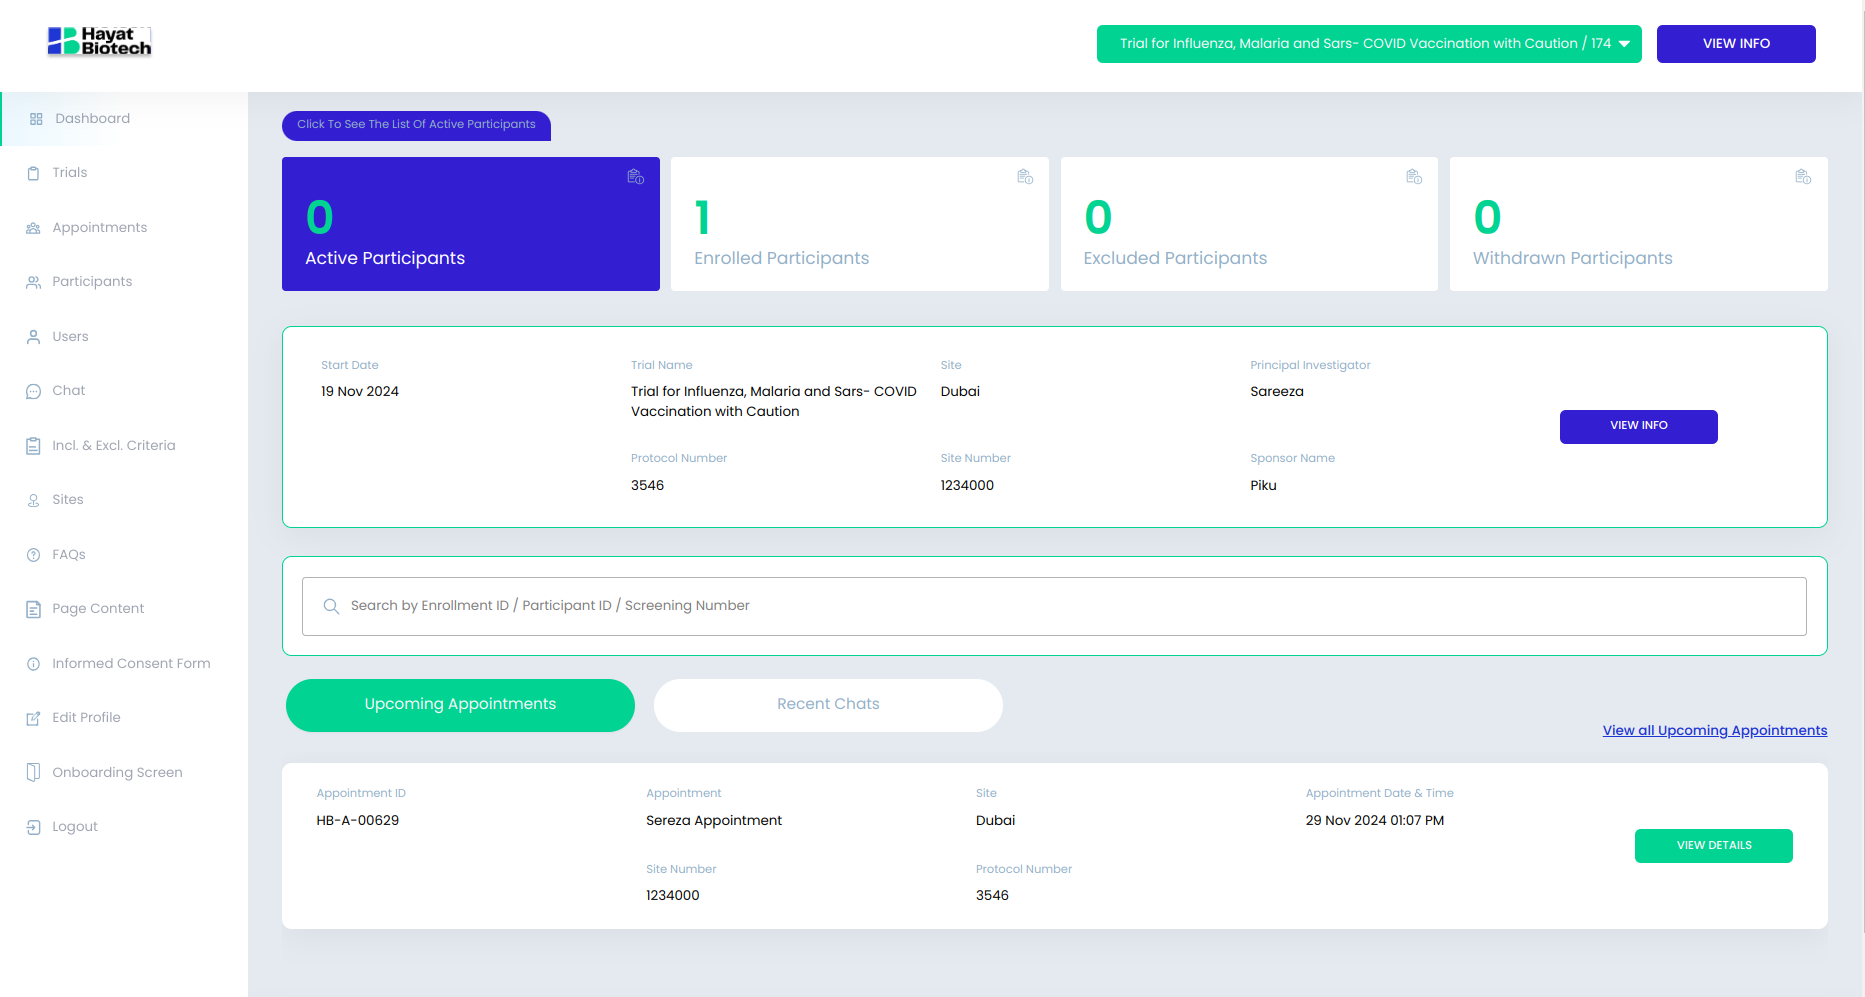 Hayat
Biotech
Trial for Influenza, Malaria and Sars- COVID Vaccination with Caution / 174
VIEW INFO
Dashboard
Trials
Appointments
Participants
Users
Chat
Incl. & Excl. Criteria
Sites
FAQs
Page Content
Informed Consent Form
Edit Profile
Onboarding Screen
Logout
Click To See The List Of Active Participants
0
Active Participants
1
Enrolled Participants
0
Excluded Participants
0
Withdrawn Participants
Start Date
19 Nov 2024
Trial Name
Trial for Influenza, Malaria and Sars- COVID
Vaccination with Caution
Site
Dubai
Principal Investigator
Sareeza
Protocol Number
3546
Site Number
1234000
Sponsor Name
Piku
VIEW INFO
Search by Enrollment ID / Participant ID / Screening Number
Upcoming Appointments
Recent Chats
View all Upcoming Appointments
Appointment ID
HB-A-00629
Appointment
Sereza Appointment
Site
Dubai
Appointment Date & Time
29 Nov 2024 01:07 PM
Site Number
1234000
Protocol Number
3546
VIEW DETAILS